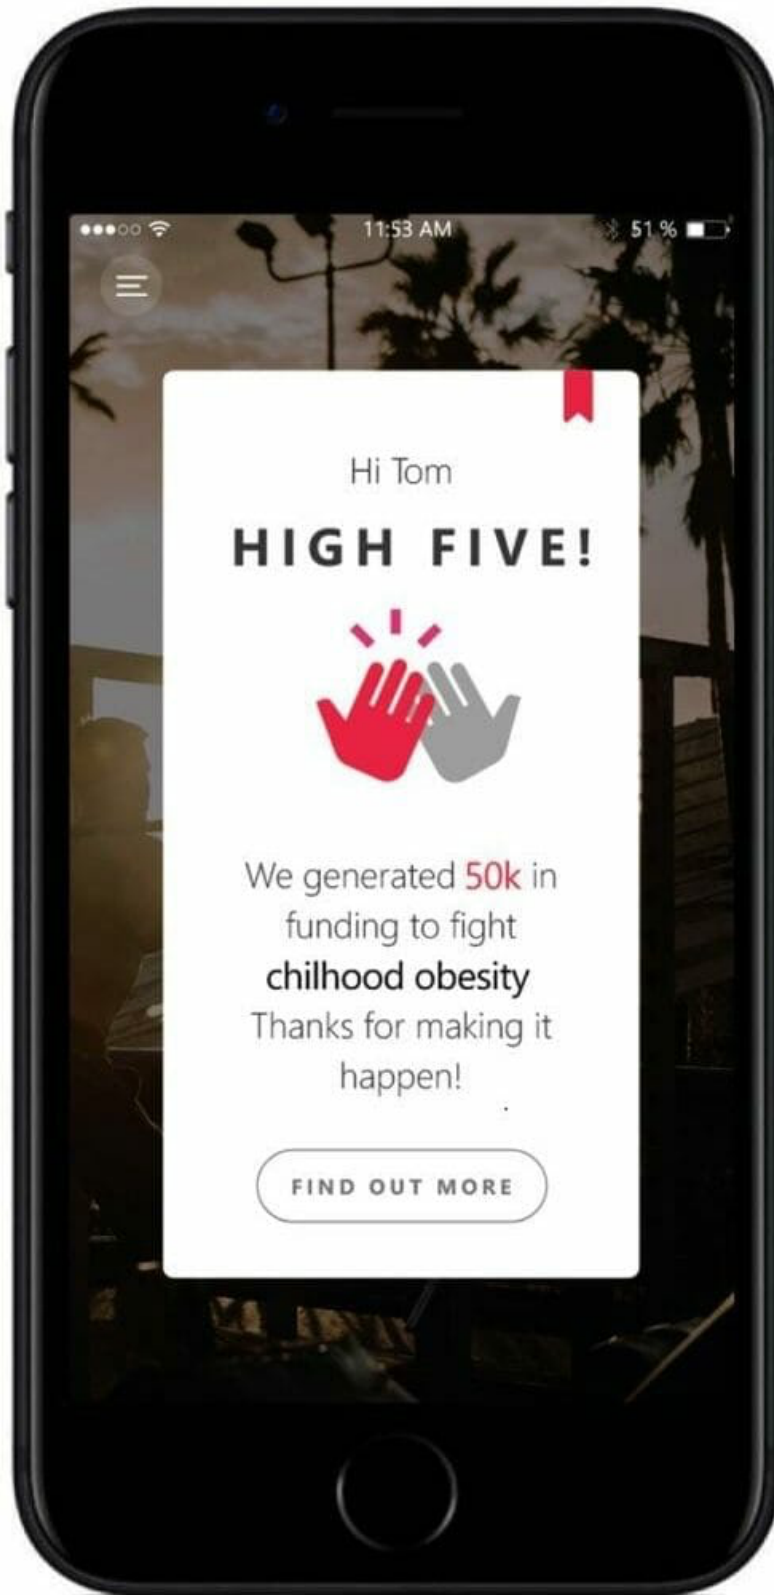 11:53 AM
51 %
Hi Tom
HIGH FIVE!
We generated 50k in
funding to fight
chilhood obesity
Thanks for making it
happen!
.
FIND OUT MORE